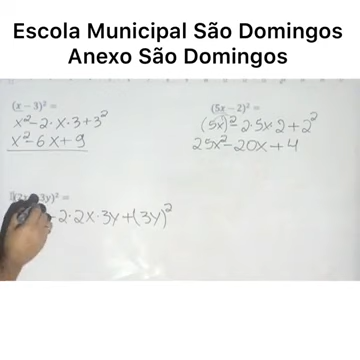 Escola Municipal São Domingos
Anexo São Domingos
(x − 3)² =
x² − 2 · x · 3 + 3²
x² − 6x + 9
(5x − 2)² =
(5x)² − 2 · 5x · 2 + 2²
25x² − 20x + 4
3y)² =
− 2 · 2x · 3y + (3y)²